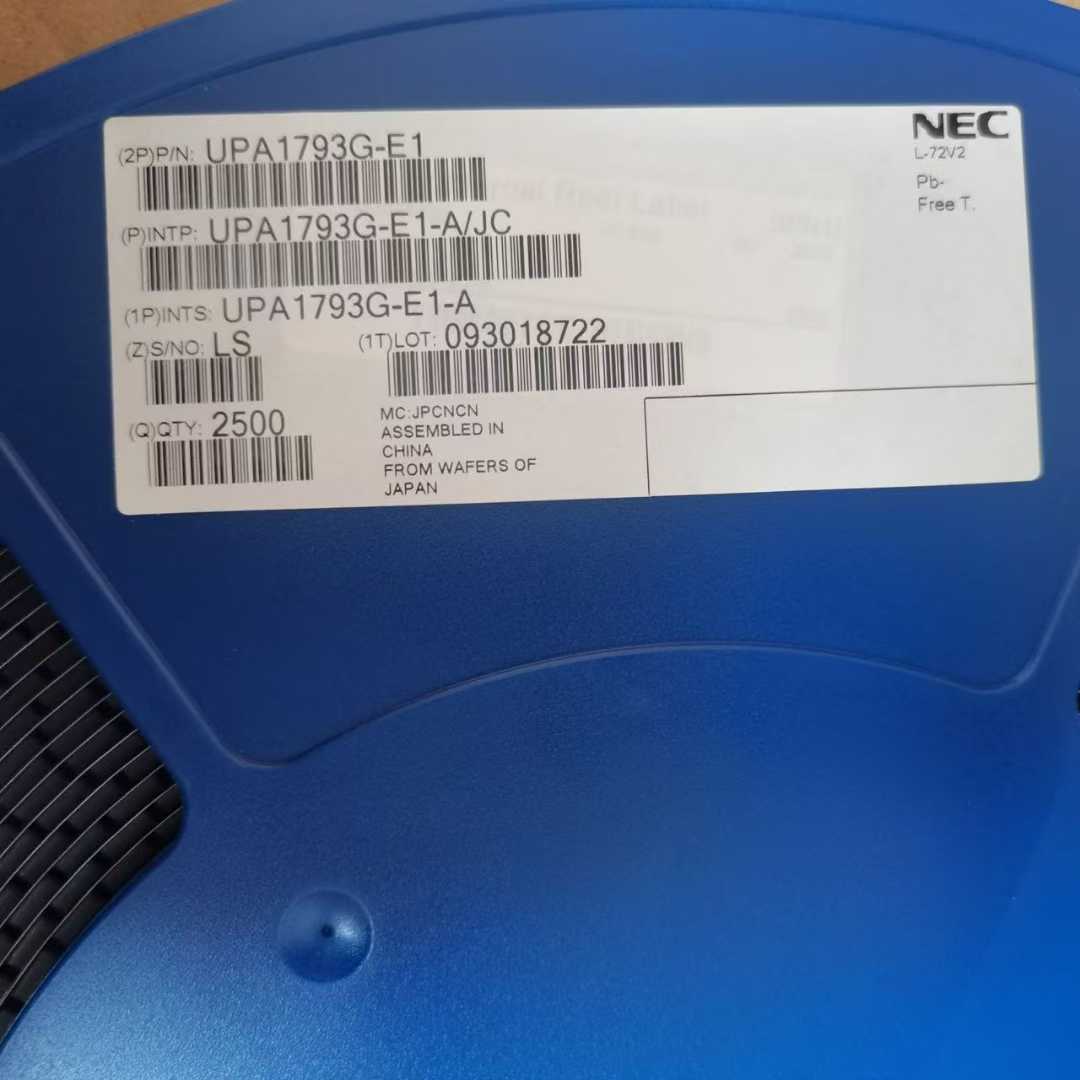 (2P)P/N: UPA1793G-E1
NEC
L-72V2
Pb-
Free T.
(P)INTP: UPA1793G-E1-A/JC
(1P)INTS: UPA1793G-E1-A
(Z)S/NO: LS
(1T)LOT: 093018722
(Q)QTY: 2500
MC:JPCNCN
ASSEMBLED IN
CHINA
FROM WAFERS OF
JAPAN